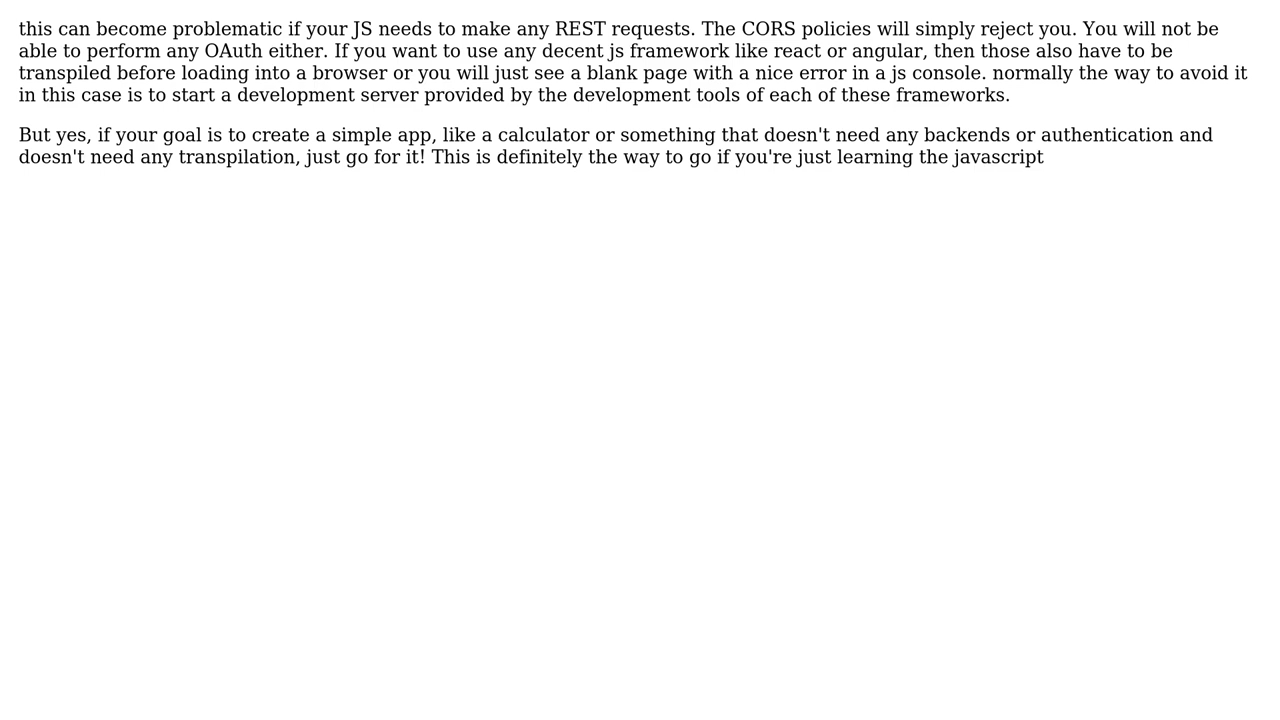 this can become problematic if your JS needs to make any REST requests. The CORS policies will simply reject you. You will not be
able to perform any OAuth either. If you want to use any decent js framework like react or angular, then those also have to be
transpiled before loading into a browser or you will just see a blank page with a nice error in a js console. normally the way to avoid it
in this case is to start a development server provided by the development tools of each of these frameworks.
But yes, if your goal is to create a simple app, like a calculator or something that doesn't need any backends or authentication and
doesn't need any transpilation, just go for it! This is definitely the way to go if you're just learning the javascript